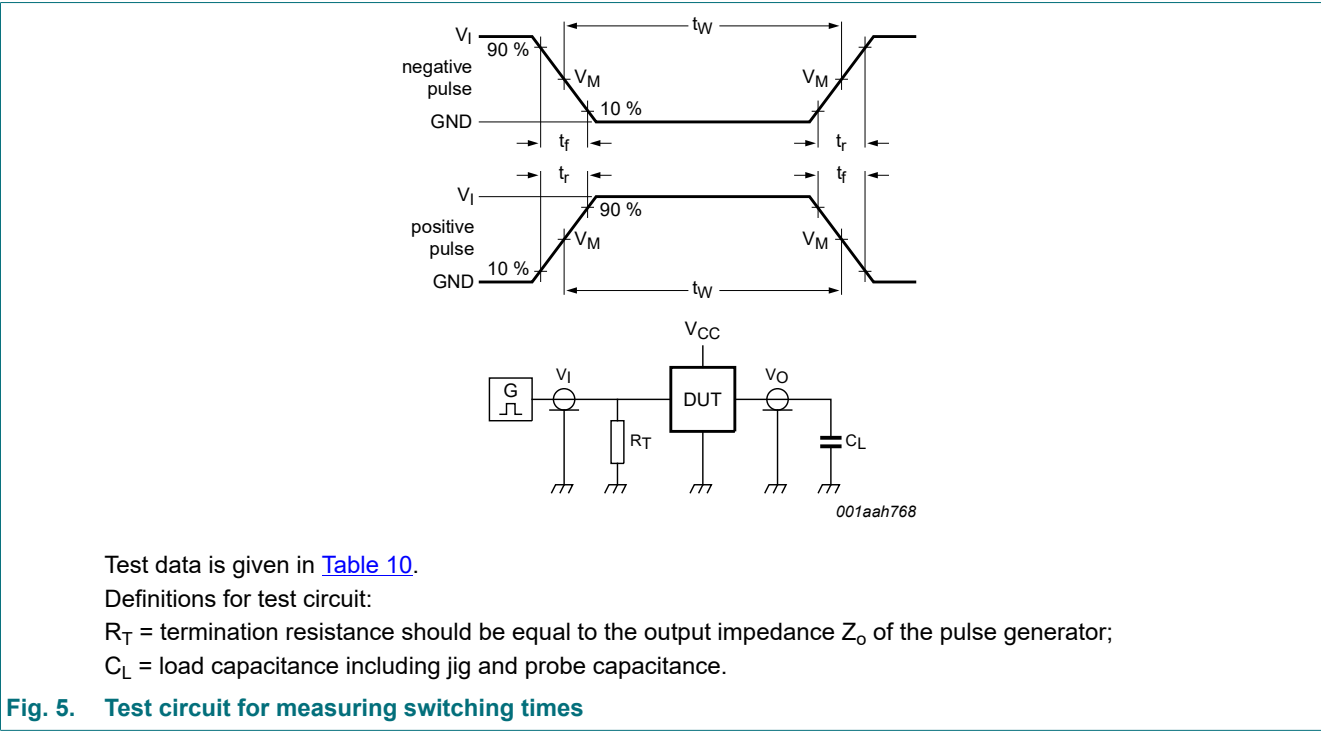 tW
VI
90 %
negative
pulse
VM
VM
10 %
GND
tf
tr
tr
tf
VI
90 %
positive
pulse
VM
VM
10 %
GND
tW
VCC
VI
VO
G
DUT
RT
CL
001aah768
Test data is given in Table 10.
Definitions for test circuit:
RT = termination resistance should be equal to the output impedance Zo of the pulse generator;
CL = load capacitance including jig and probe capacitance.
Fig. 5. Test circuit for measuring switching times